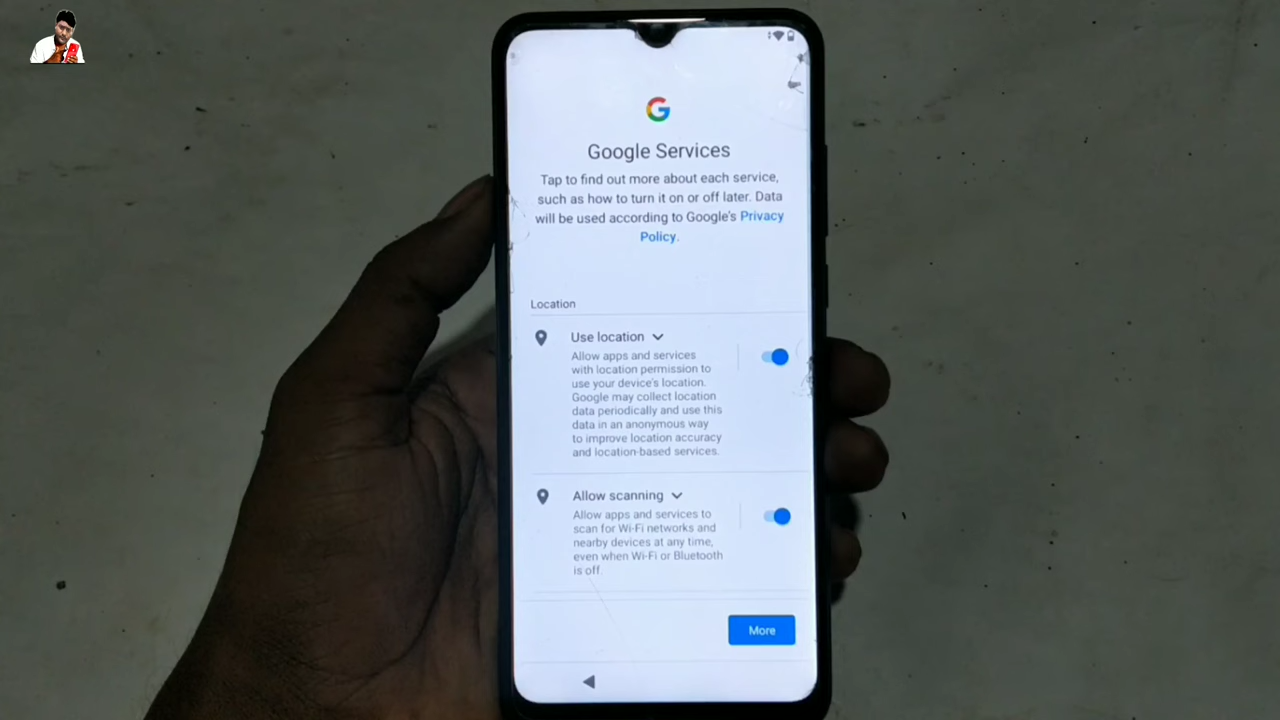 Google Services
Tap to find out more about each service,
such as how to turn it on or off later. Data
will be used according to Google's Privacy
Policy.
Location
Use location
Allow apps and services
with location permission to
use your device's location.
Google may collect location
data periodically and use this
data in an anonymous way
to improve location accuracy
and location-based services.
Allow scanning
Allow apps and services to
scan for Wi-Fi networks and
nearby devices at any time,
even when Wi-Fi or Bluetooth
is off.
More